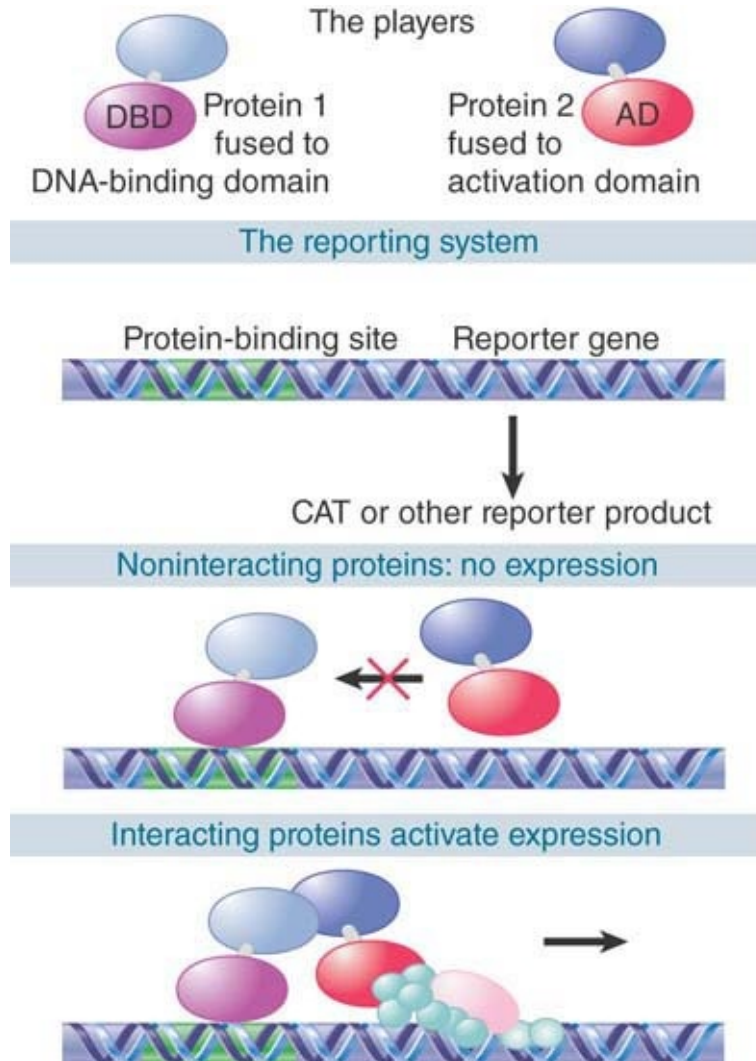 The players
DBD
Protein 1
fused to
DNA-binding domain
Protein 2
fused to
activation domain
AD
The reporting system
Protein-binding site
Reporter gene
CAT or other reporter product
Noninteracting proteins: no expression
Interacting proteins activate expression